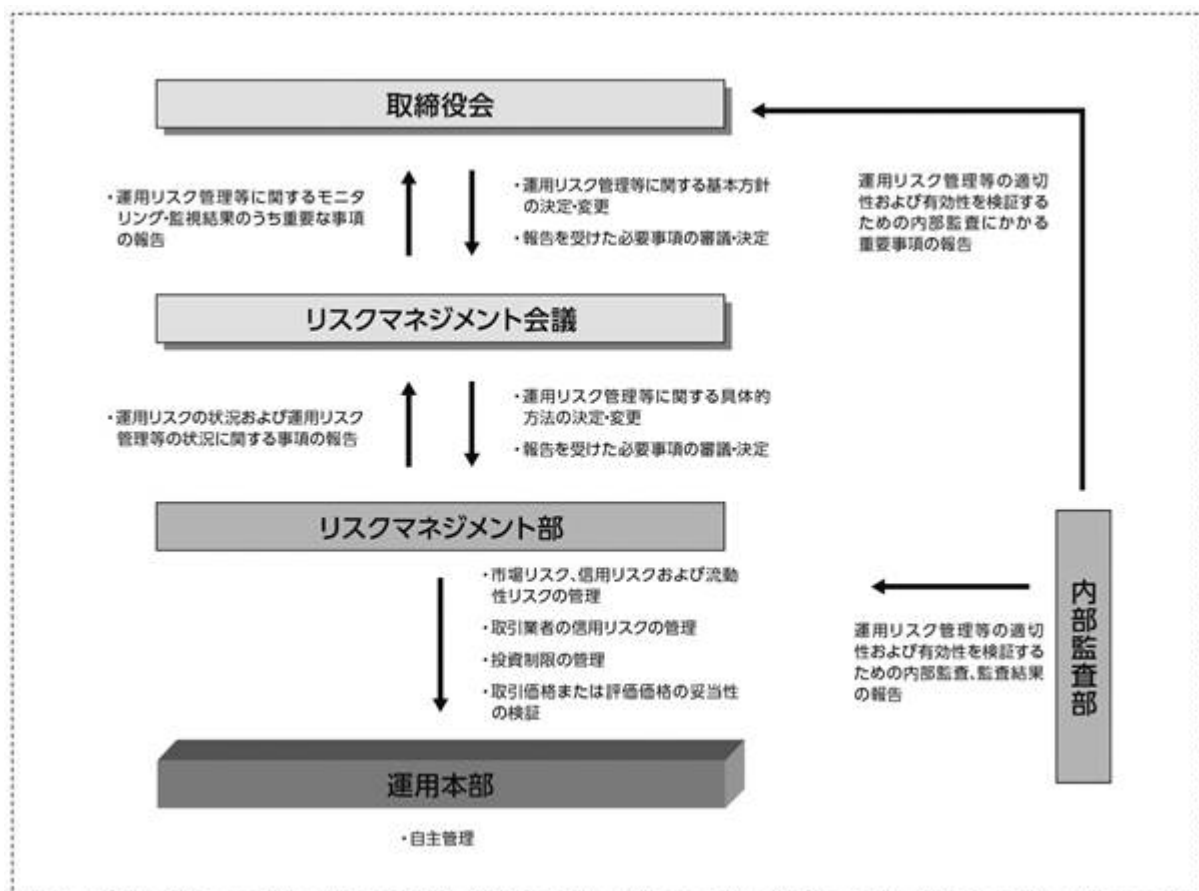 取締役会
・運用リスク管理等に関するモニタ
リング・監視結果のうち重要な事項
の報告
・運用リスク管理等に関する基本方針
の決定・変更
・報告を受けた必要事項の審議・決定
運用リスク管理等の適切
性および有効性を検証する
ための内部監査にかかる
重要事項の報告
リスクマネジメント会議
・運用リスクの状況および運用リスク
管理等の状況に関する事項の報告
・運用リスク管理等に関する具体的
方法の決定・変更
・報告を受けた必要事項の審議・決定
リスクマネジメント部
・市場リスク、信用リスクおよび流動
性リスクの管理
・取引業者の信用リスクの管理
・投資制限の管理
・取引価格または評価価格の妥当性
の検証
運用リスク管理等の適切
性および有効性を検証する
ための内部監査、監査結果
の報告
内部監査部
運用本部
・自主管理